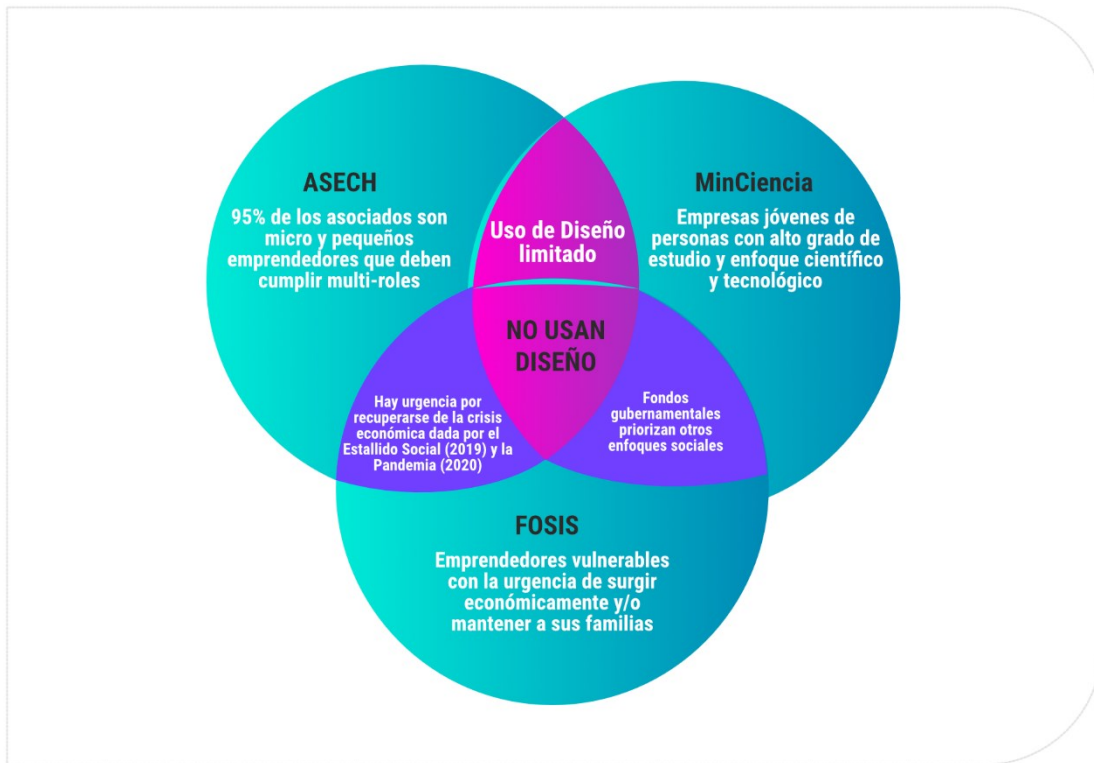 ASECH
95% de los asociados son
micro y pequeños
emprendedores que deben
cumplir multi-roles
Uso de Diseño
limitado
MinCiencia
Empresas jóvenes de
personas con alto grado de
estudio y enfoque científico
y tecnológico
NO USAN
DISEÑO
Hay urgencia por
recuperarse de la crisis
económica dada por el
Estallido Social (2019) y la
Pandemia (2020)
Fondos
gubernamentales
priorizan otros
enfoques sociales
FOSIS
Emprendedores vulnerables
con la urgencia de surgir
económicamente y/o
mantener a sus familias